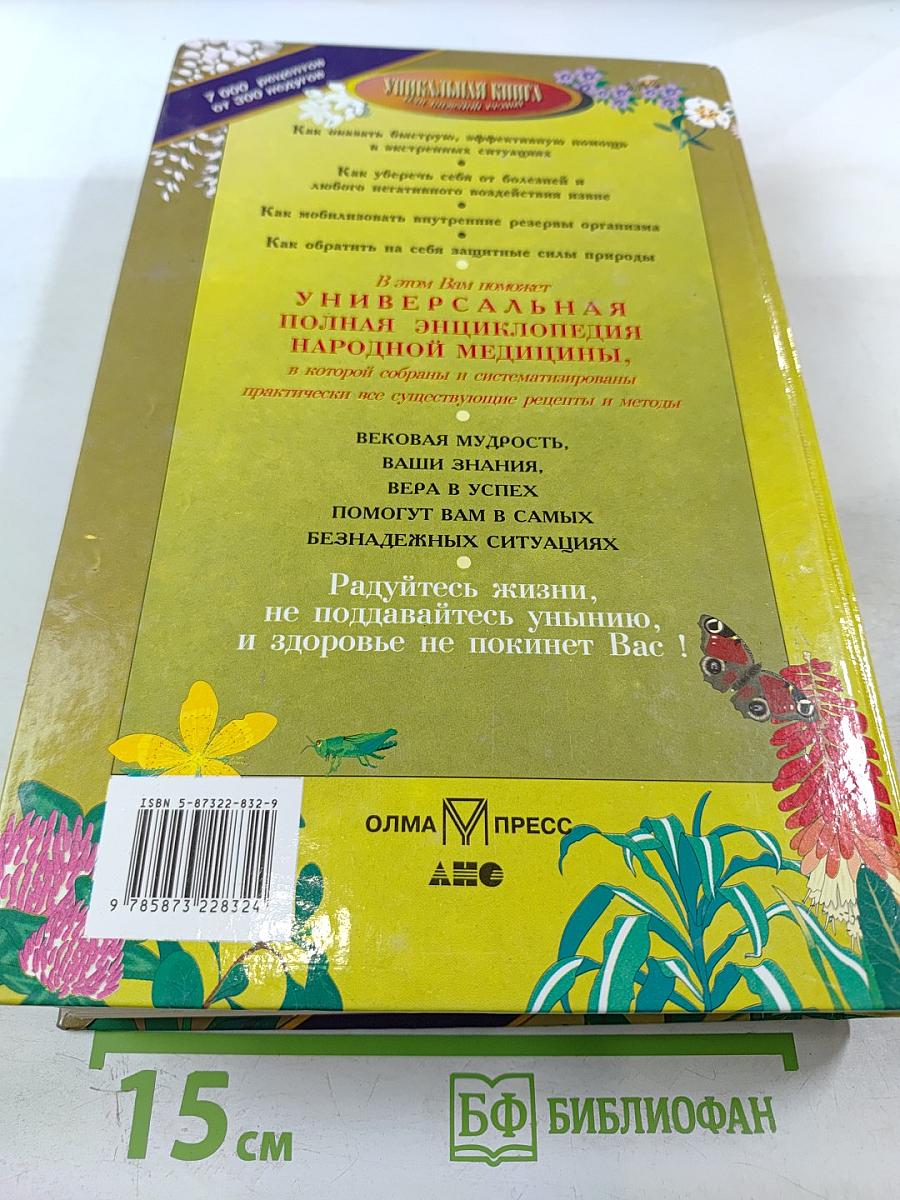 7 000 рецептов
от 300 недугов
УНИКАЛЬНАЯ КНИГА
для каждой семьи
Как оказать быструю, эффективную помощь
в экстренных ситуациях
Как уберечь себя от болезней и
любого негативного воздействия извне
Как мобилизовать внутренние резервы организма
Как обратить на себя защитные силы природы
В этом Вам поможет
УНИВЕРСАЛЬНАЯ
ПОЛНАЯ ЭНЦИКЛОПЕДИЯ
НАРОДНОЙ МЕДИЦИНЫ,
в которой собраны и систематизированы
практически все существующие рецепты и методы
ВЕКОВАЯ МУДРОСТЬ,
ВАШИ ЗНАНИЯ,
ВЕРА В УСПЕХ
ПОМОГУТ ВАМ В САМЫХ
БЕЗНАДЕЖНЫХ СИТУАЦИЯХ
Радуйтесь жизни,
не поддавайтесь унынию,
и здоровье не покинет Вас !
ISBN 5-87322-832-9
9 785873 228324
ОЛМА ПРЕСС
АНС
15 см
БФ БИБЛИОФАН